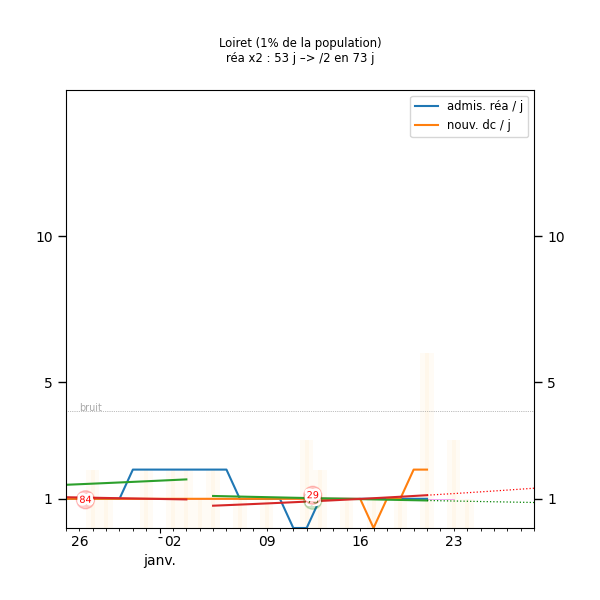 Loiret (1% de la population)
réa x2 : 53 j –> /2 en 73 j
admis. réa / j
nouv. dc / j
10 10
5 5
bruit
1 84 29 1
26 02 09 16 23
janv.